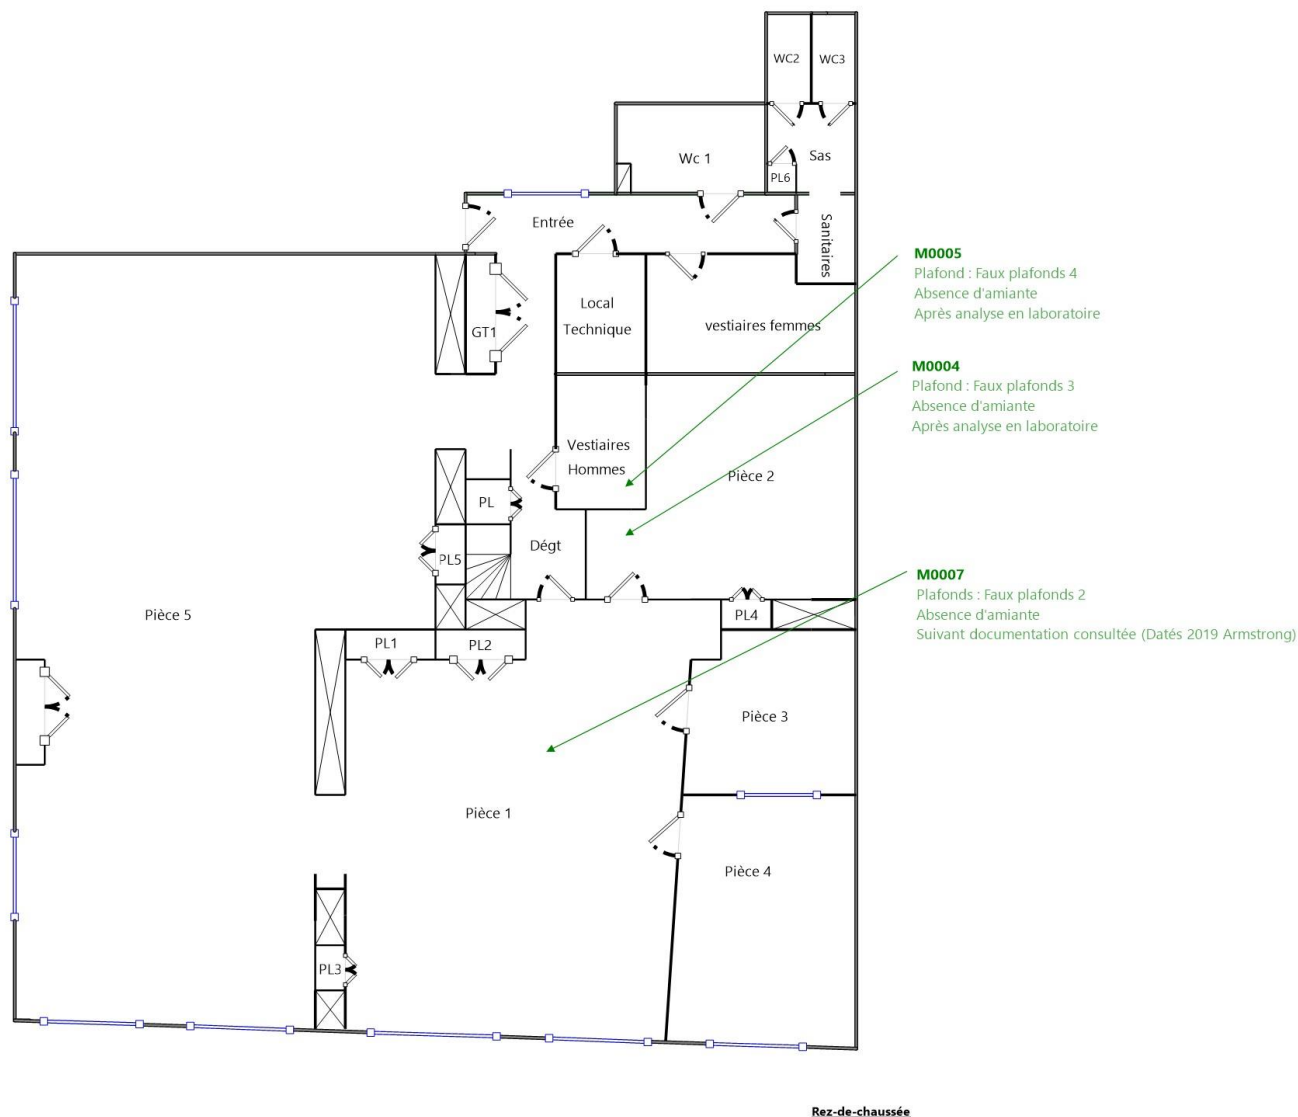 WC2
WC3
Wc 1
Sas
PL6
Entrée
Sanitaires
M0005
Plafond : Faux plafonds 4
Absence d'amiante
Après analyse en laboratoire
GT1
Local
Technique
vestiaires femmes
M0004
Plafond : Faux plafonds 3
Absence d'amiante
Après analyse en laboratoire
Vestiaires
Hommes
Pièce 2
PL
Dégt
PL5
M0007
Plafonds : Faux plafonds 2
Absence d'amiante
Suivant documentation consultée (Datés 2019 Armstrong)
Pièce 5
PL4
PL1
PL2
Pièce 3
Pièce 1
Pièce 4
PL3
Rez-de-chaussée